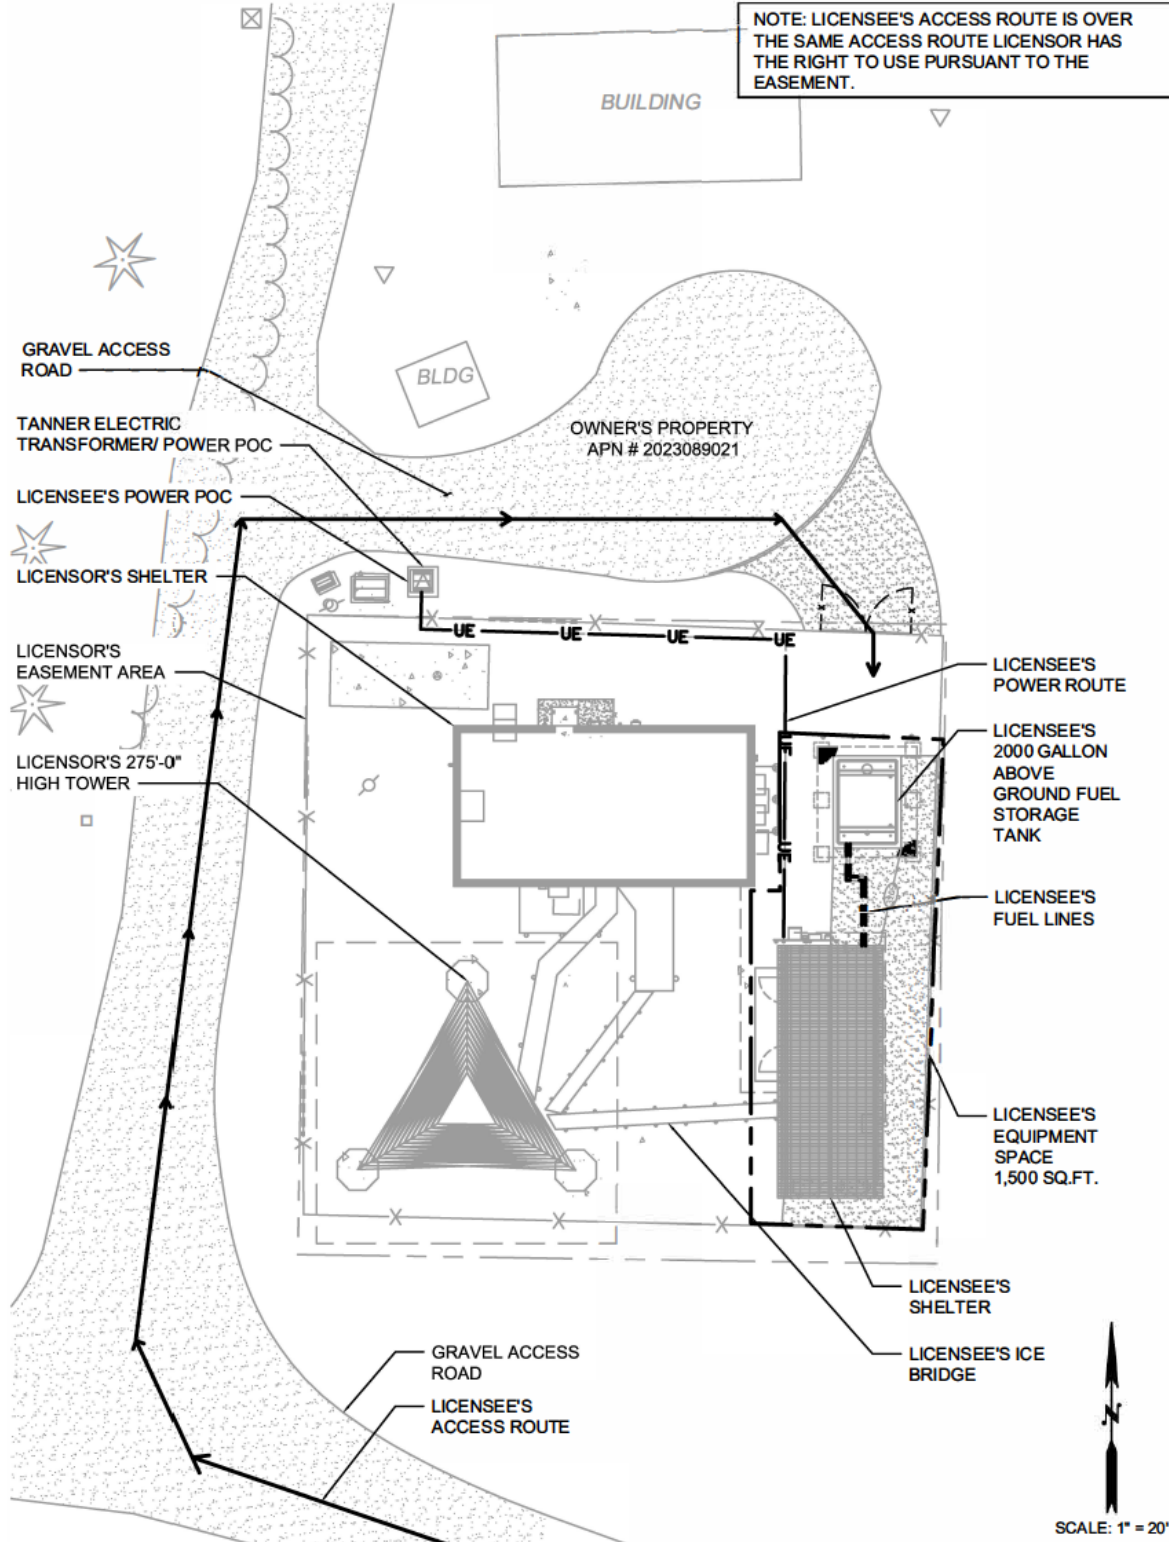 NOTE: LICENSEE'S ACCESS ROUTE IS OVER
THE SAME ACCESS ROUTE LICENSOR HAS
THE RIGHT TO USE PURSUANT TO THE
EASEMENT.
BUILDING
GRAVEL ACCESS
ROAD
BLDG
TANNER ELECTRIC
TRANSFORMER/ POWER POC
OWNER'S PROPERTY
APN # 2023089021
LICENSEE'S POWER POC
LICENSOR'S SHELTER
UE
UE
UE
UE
LICENSOR'S
EASEMENT AREA
LICENSEE'S
POWER ROUTE
LICENSOR'S 275'-0"
HIGH TOWER
LICENSEE'S
2000 GALLON
ABOVE
GROUND FUEL
STORAGE
TANK
UE
UE
LICENSEE'S
FUEL LINES
LICENSEE'S
EQUIPMENT
SPACE
1,500 SQ.FT.
LICENSEE'S
SHELTER
LICENSEE'S ICE
BRIDGE
GRAVEL ACCESS
ROAD
LICENSEE'S
ACCESS ROUTE
N
SCALE: 1" = 20'